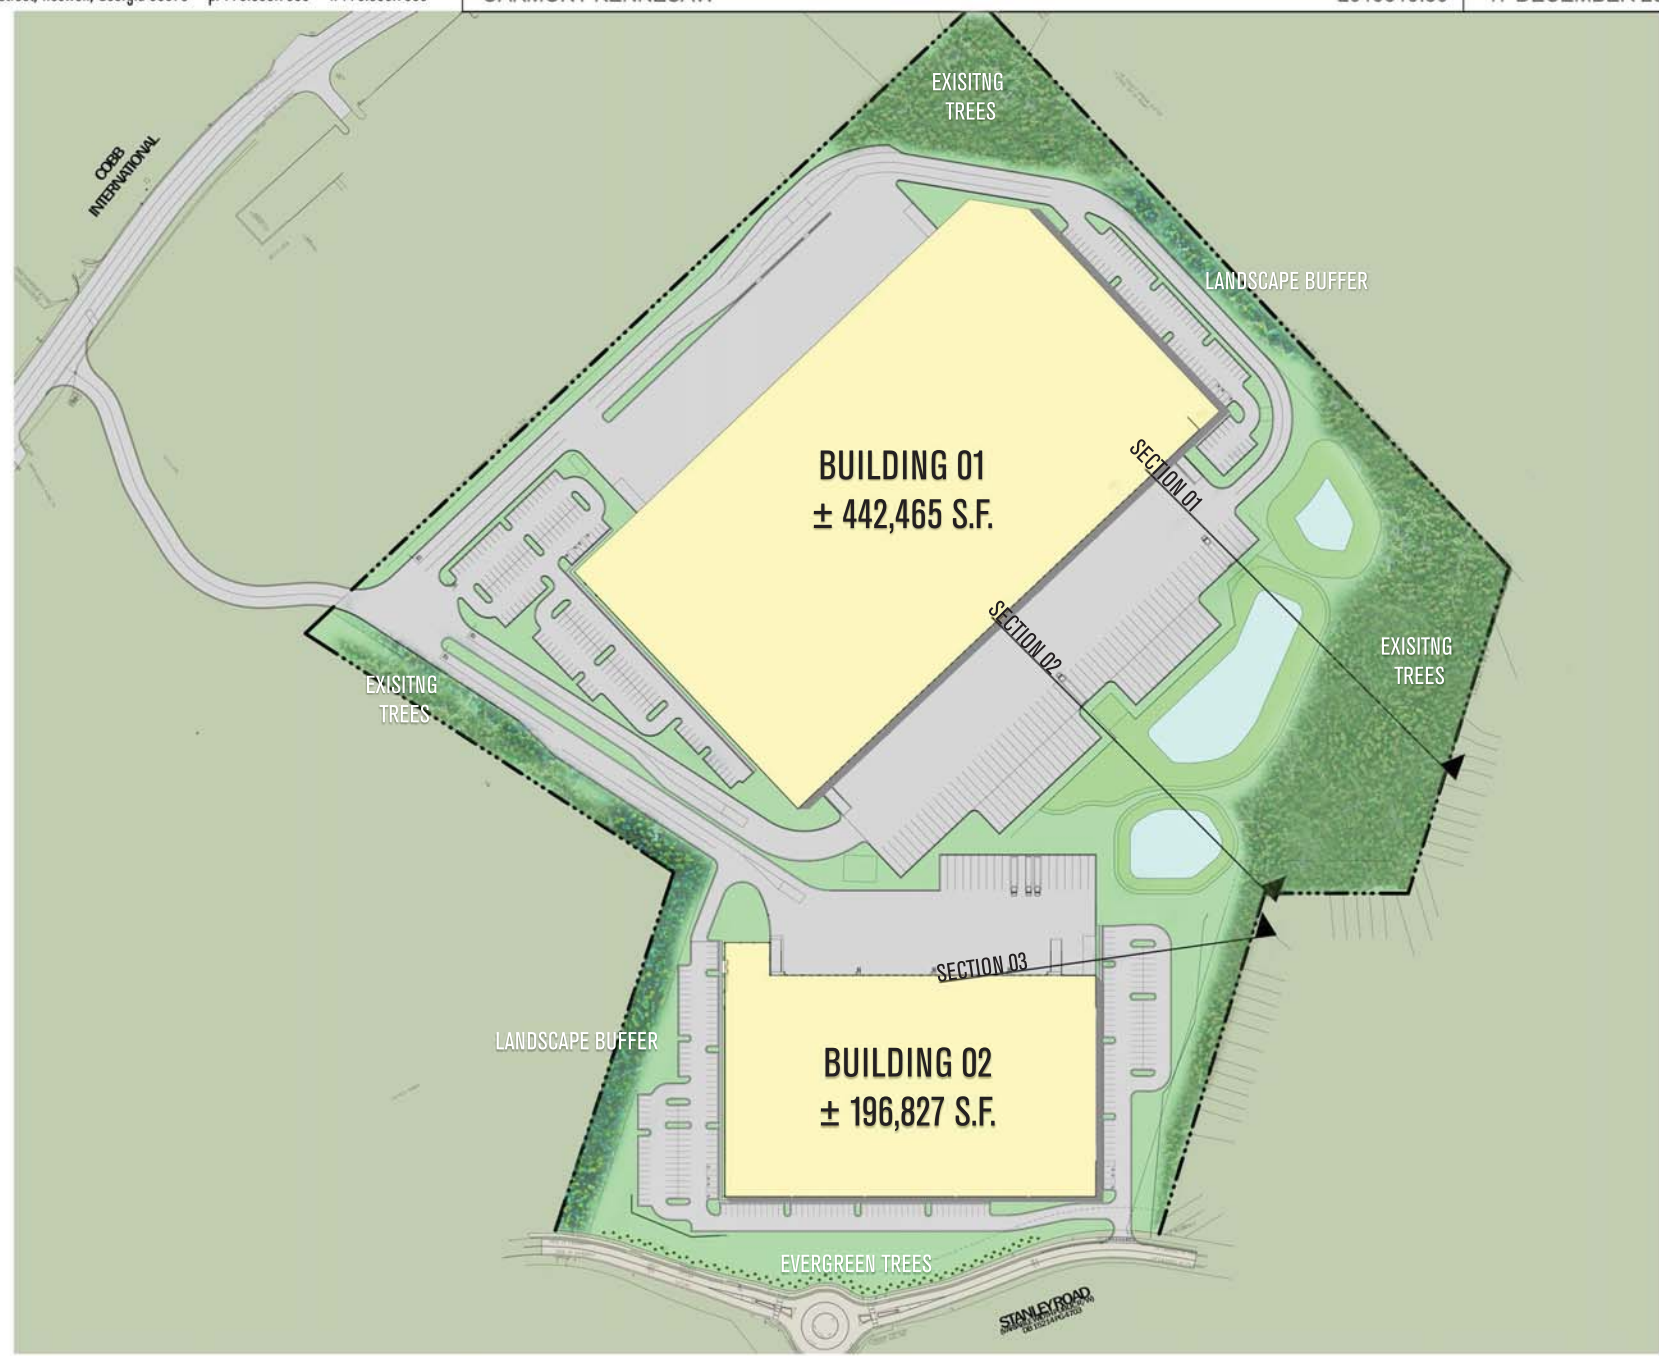 EXISITNG
TREES
COBB
INTERNATIONAL
LANDSCAPE BUFFER
BUILDING 01
± 442,465 S.F.
SECTION 01
SECTION 02
EXISITNG
TREES
EXISITNG
TREES
SECTION 03
LANDSCAPE BUFFER
BUILDING 02
± 196,827 S.F.
EVERGREEN TREES
STANLEY ROAD